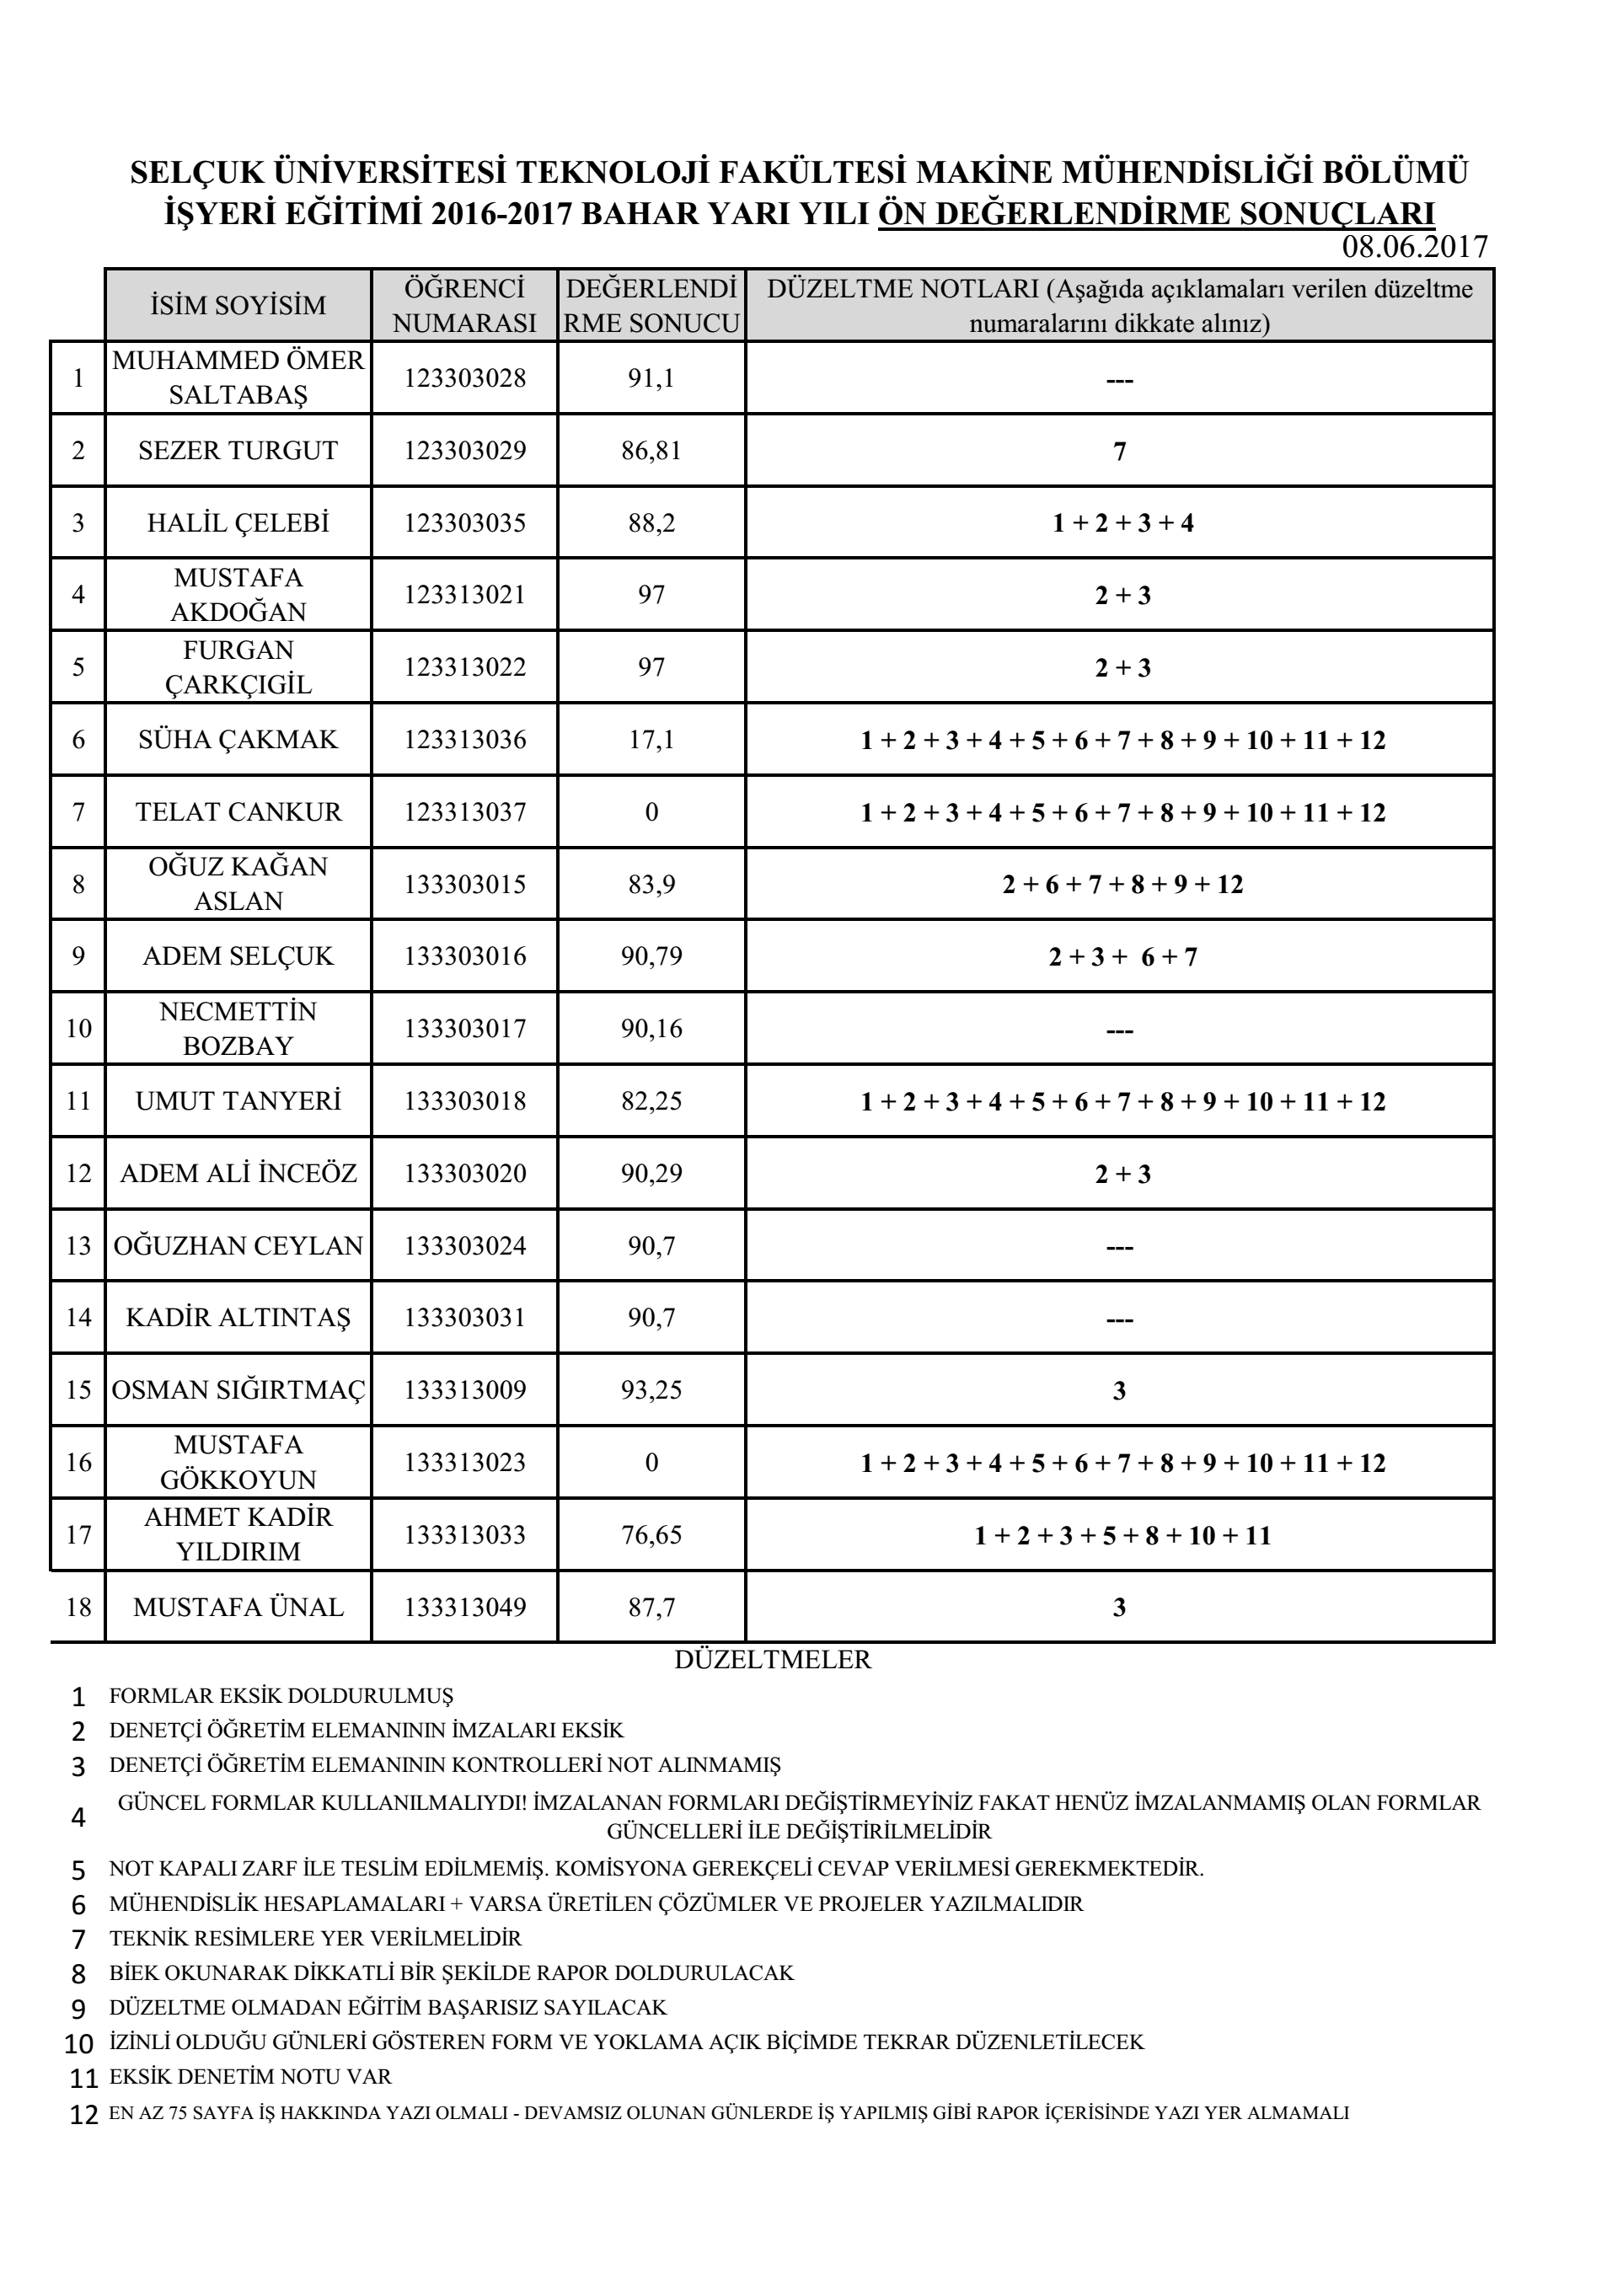 SELÇUK ÜNİVERSİTESİ TEKNOLOJİ FAKÜLTESİ MAKİNE MÜHENDİSLİĞİ BÖLÜMÜ
İŞYERİ EĞİTİMİ 2016-2017 BAHAR YARI YILI ÖN DEĞERLENDİRME SONUÇLARI
08.06.2017
İSİM SOYİSİM ÖĞRENCİ NUMARASI DEĞERLENDİRME SONUCU DÜZELTME NOTLARI (Aşağıda açıklamaları verilen düzeltme numaralarını dikkate alınız)
1 MUHAMMED ÖMER SALTABAŞ 123303028 91,1 ---
2 SEZER TURGUT 123303029 86,81 7
3 HALİL ÇELEBİ 123303035 88,2 1 + 2 + 3 + 4
4 MUSTAFA AKDOĞAN 123313021 97 2 + 3
5 FURGAN ÇARKÇIGİL 123313022 97 2 + 3
6 SÜHA ÇAKMAK 123313036 17,1 1 + 2 + 3 + 4 + 5 + 6 + 7 + 8 + 9 + 10 + 11 + 12
7 TELAT CANKUR 123313037 0 1 + 2 + 3 + 4 + 5 + 6 + 7 + 8 + 9 + 10 + 11 + 12
8 OĞUZ KAĞAN ASLAN 133303015 83,9 2 + 6 + 7 + 8 + 9 + 12
9 ADEM SELÇUK 133303016 90,79 2 + 3 + 6 + 7
10 NECMETTİN BOZBAY 133303017 90,16 ---
11 UMUT TANYERİ 133303018 82,25 1 + 2 + 3 + 4 + 5 + 6 + 7 + 8 + 9 + 10 + 11 + 12
12 ADEM ALİ İNCEÖZ 133303020 90,29 2 + 3
13 OĞUZHAN CEYLAN 133303024 90,7 ---
14 KADİR ALTINTAŞ 133303031 90,7 ---
15 OSMAN SIĞIRTMAÇ 133313009 93,25 3
16 MUSTAFA GÖKKOYUN 133313023 0 1 + 2 + 3 + 4 + 5 + 6 + 7 + 8 + 9 + 10 + 11 + 12
17 AHMET KADİR YILDIRIM 133313033 76,65 1 + 2 + 3 + 5 + 8 + 10 + 11
18 MUSTAFA ÜNAL 133313049 87,7 3
DÜZELTMELER
1 FORMLAR EKSİK DOLDURULMUŞ
2 DENETÇİ ÖĞRETİM ELEMANININ İMZALARI EKSİK
3 DENETÇİ ÖĞRETİM ELEMANININ KONTROLLERİ NOT ALINMAMIŞ
4 GÜNCEL FORMLAR KULLANILMALIYDI! İMZALANAN FORMLARI DEĞİŞTİRMEYİNİZ FAKAT HENÜZ İMZALANMAMIŞ OLAN FORMLAR
GÜNCELLERİ İLE DEĞİŞTİRİLMELİDİR
5 NOT KAPALI ZARF İLE TESLİM EDİLMEMİŞ. KOMİSYONA GEREKÇELİ CEVAP VERİLMESİ GEREKMEKTEDİR.
6 MÜHENDİSLİK HESAPLAMALARI + VARSA ÜRETİLEN ÇÖZÜMLER VE PROJELER YAZILMALIDIR
7 TEKNİK RESİMLERE YER VERİLMELİDİR
8 BİEK OKUNARAK DİKKATLİ BİR ŞEKİLDE RAPOR DOLDURULACAK
9 DÜZELTME OLMADAN EĞİTİM BAŞARISIZ SAYILACAK
10 İZİNLİ OLDUĞU GÜNLERİ GÖSTEREN FORM VE YOKLAMA AÇIK BİÇİMDE TEKRAR DÜZENLETİLECEK
11 EKSİK DENETİM NOTU VAR
12 EN AZ 75 SAYFA İŞ HAKKINDA YAZI OLMALI - DEVAMSIZ OLUNAN GÜNLERDE İŞ YAPILMIŞ GİBİ RAPOR İÇERİSİNDE YAZI YER ALMAMALI